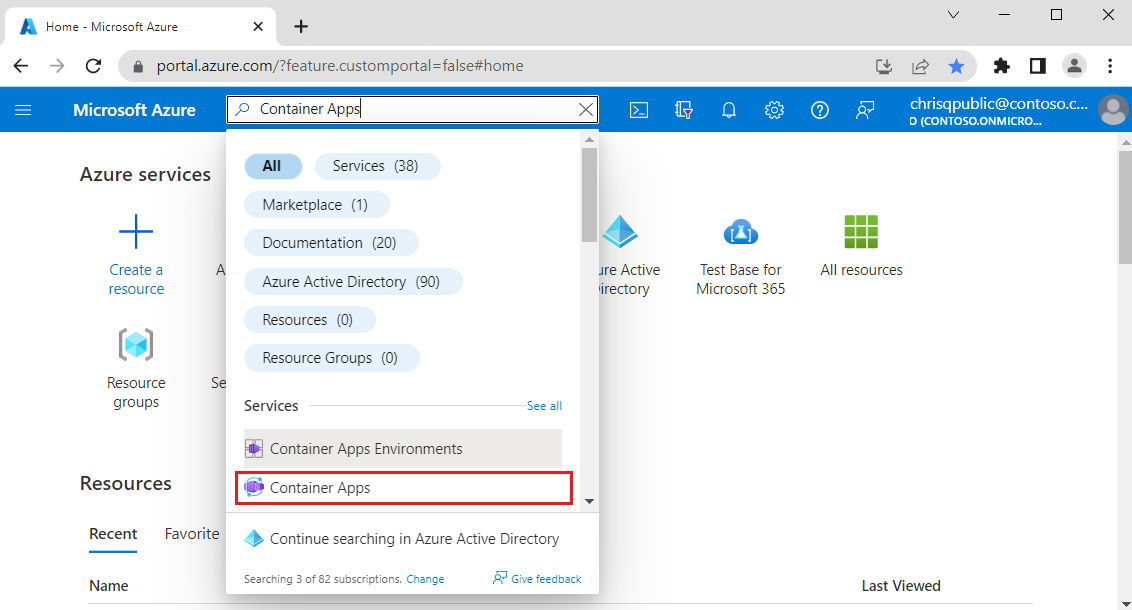 Home - Microsoft Azure
portal.azure.com/?feature.customportal=false#home
Microsoft Azure
Container Apps
chrisqpublic@contoso.c...
O (CONTOSO.ONMICRO...
All
Services (38)
Marketplace (1)
Documentation (20)
Azure Active Directory (90)
Resources (0)
Resource Groups (0)
Services
See all
Container Apps Environments
Container Apps
Continue searching in Azure Active Directory
Searching 3 of 82 subscriptions. Change
Give feedback
Azure services
Create a
resource
A
ure Active
irectory
Test Base for
Microsoft 365
All resources
Resource
groups
Se
Resources
Recent
Favorite
Name
Last Viewed